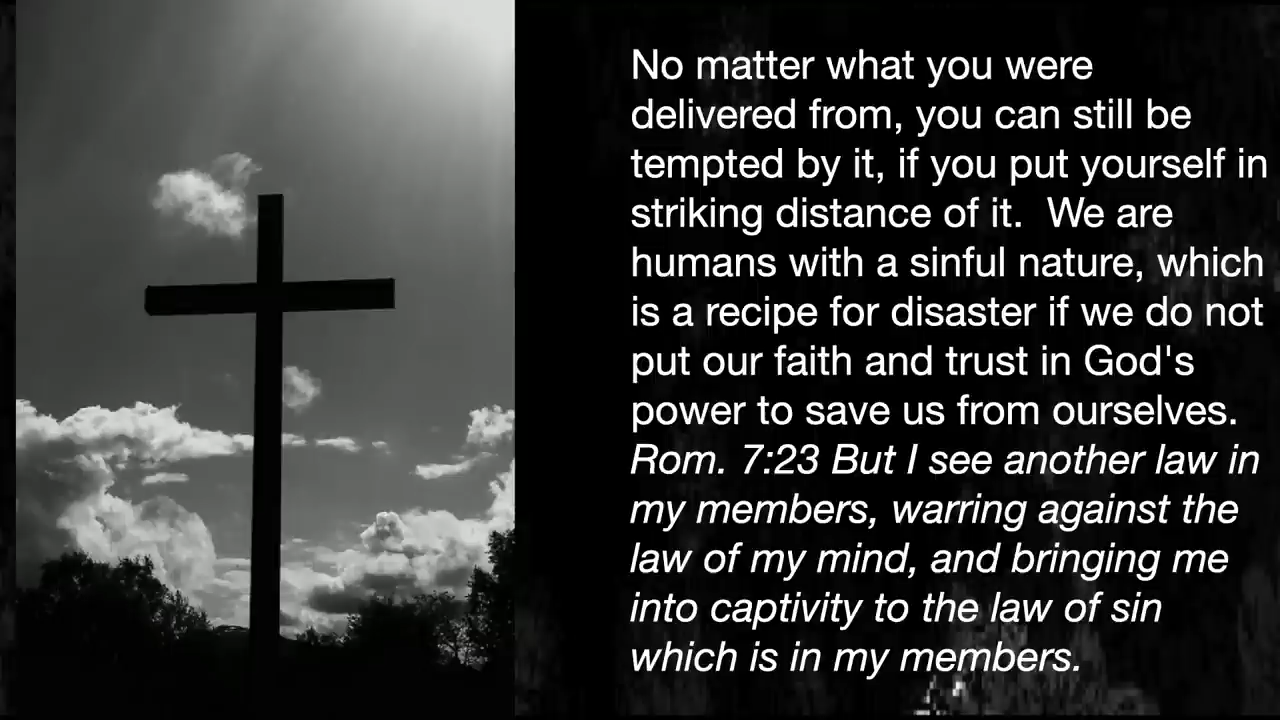 No matter what you were
delivered from, you can still be
tempted by it, if you put yourself in
striking distance of it.  We are
humans with a sinful nature, which
is a recipe for disaster if we do not
put our faith and trust in God's
power to save us from ourselves.
Rom. 7:23 But I see another law in
my members, warring against the
law of my mind, and bringing me
into captivity to the law of sin
which is in my members.